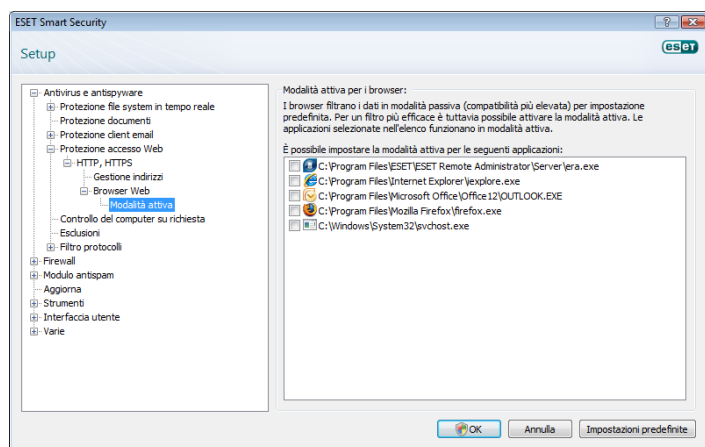 ESET Smart Security
Setup
eseT
Antivirus e antispyware
Protezione file system in tempo reale
Protezione documenti
Protezione client email
Protezione accesso Web
HTTP, HTTPS
Gestione indirizzi
Browser Web
Modalità attiva
Controllo del computer su richiesta
Esclusioni
Filtro protocolli
Firewall
Modulo antispam
Aggiorna
Strumenti
Interfaccia utente
Varie
Modalità attiva per i browser:
I browser filtrano i dati in modalità passiva (compatibilità più elevata) per impostazione
predefinita. Per un filtro più efficace è tuttavia possibile attivare la modalità attiva. Le
applicazioni selezionate nell'elenco funzionano in modalità attiva.
È possibile impostare la modalità attiva per le seguenti applicazioni:
C:\Program Files\ESET\ESET Remote Administrator\Server\era.exe
C:\Program Files\Internet Explorer\iexplore.exe
C:\Program Files\Microsoft Office\Office12\OUTLOOK.EXE
C:\Program Files\Mozilla Firefox\firefox.exe
C:\Windows\System32\svchost.exe
OK
Annulla
Impostazioni predefinite